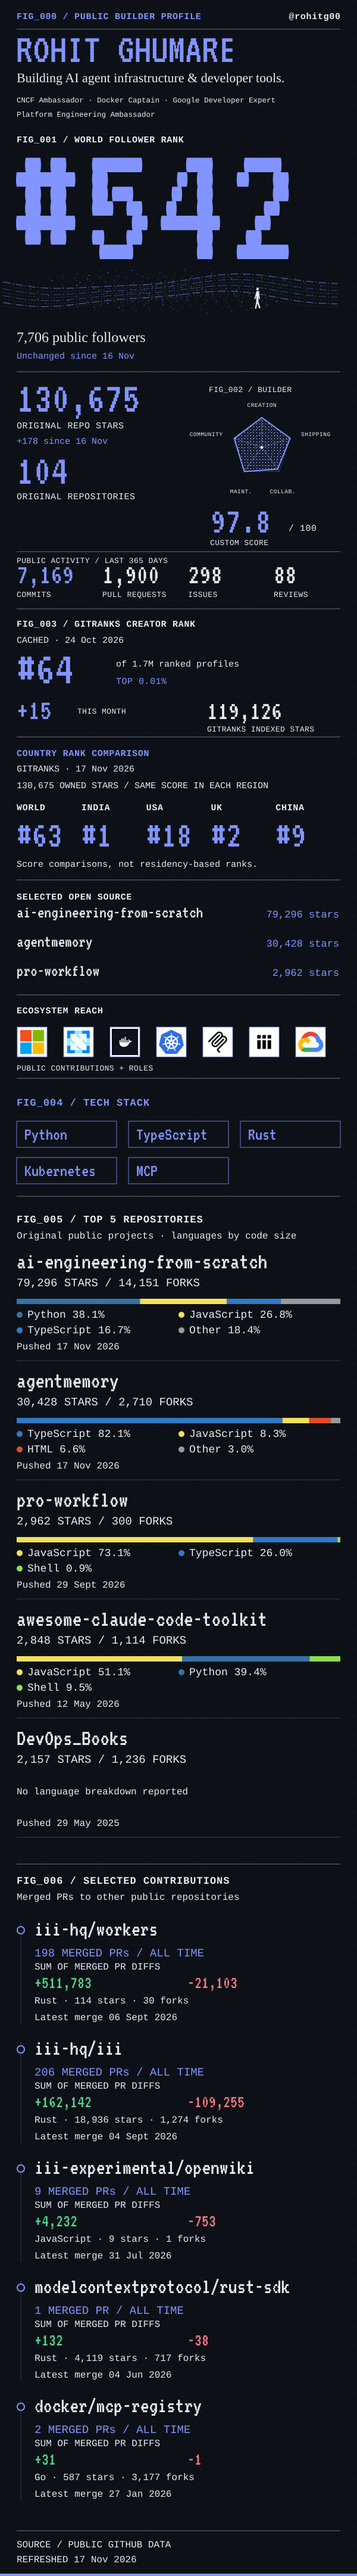 FIG_000 / PUBLIC BUILDER PROFILE @rohitg00
ROHIT GHUMARE
Building AI agent infrastructure & developer tools.
CNCF Ambassador · Docker Captain · Google Developer Expert
Platform Engineering Ambassador
FIG_001 / WORLD FOLLOWER RANK
#542
7,706 public followers
Unchanged since 16 Nov
130,675
ORIGINAL REPO STARS
+178 since 16 Nov
104
ORIGINAL REPOSITORIES
FIG_002 / BUILDER
CREATION
COMMUNITY
SHIPPING
MAINT.
COLLAB.
97.8 / 100
CUSTOM SCORE
PUBLIC ACTIVITY / LAST 365 DAYS
7,169 1,900 298 88
COMMITS PULL REQUESTS ISSUES REVIEWS
FIG_003 / GITRANKS CREATOR RANK
CACHED · 24 Oct 2026
#64
of 1.7M ranked profiles
TOP 0.01%
+15 THIS MONTH
119,126
GITRANKS INDEXED STARS
COUNTRY RANK COMPARISON
GITRANKS · 17 Nov 2026
130,675 OWNED STARS / SAME SCORE IN EACH REGION
WORLD INDIA USA UK CHINA
#63 #1 #18 #2 #9
Score comparisons, not residency-based ranks.
SELECTED OPEN SOURCE
ai-engineering-from-scratch 79,296 stars
agentmemory 30,428 stars
pro-workflow 2,962 stars
ECOSYSTEM REACH
PUBLIC CONTRIBUTIONS + ROLES
FIG_004 / TECH STACK
Python TypeScript Rust
Kubernetes MCP
FIG_005 / TOP 5 REPOSITORIES
Original public projects · languages by code size
ai-engineering-from-scratch
79,296 STARS / 14,151 FORKS
Python 38.1% JavaScript 26.8%
TypeScript 16.7% Other 18.4%
Pushed 17 Nov 2026
agentmemory
30,428 STARS / 2,710 FORKS
TypeScript 82.1% JavaScript 8.3%
HTML 6.6% Other 3.0%
Pushed 17 Nov 2026
pro-workflow
2,962 STARS / 300 FORKS
JavaScript 73.1% TypeScript 26.0%
Shell 0.9%
Pushed 29 Sept 2026
awesome-claude-code-toolkit
2,848 STARS / 1,114 FORKS
JavaScript 51.1% Python 39.4%
Shell 9.5%
Pushed 12 May 2026
DevOps_Books
2,157 STARS / 1,236 FORKS
No language breakdown reported
Pushed 29 May 2025
FIG_006 / SELECTED CONTRIBUTIONS
Merged PRs to other public repositories
iii-hq/workers
198 MERGED PRs / ALL TIME
SUM OF MERGED PR DIFFS
+511,783 -21,103
Rust · 114 stars · 30 forks
Latest merge 06 Sept 2026
iii-hq/iii
206 MERGED PRs / ALL TIME
SUM OF MERGED PR DIFFS
+162,142 -109,255
Rust · 18,936 stars · 1,274 forks
Latest merge 04 Sept 2026
iii-experimental/openwiki
9 MERGED PRs / ALL TIME
SUM OF MERGED PR DIFFS
+4,232 -753
JavaScript · 9 stars · 1 forks
Latest merge 31 Jul 2026
modelcontextprotocol/rust-sdk
1 MERGED PR / ALL TIME
SUM OF MERGED PR DIFFS
+132 -38
Rust · 4,119 stars · 717 forks
Latest merge 04 Jun 2026
docker/mcp-registry
2 MERGED PRs / ALL TIME
SUM OF MERGED PR DIFFS
+31 -1
Go · 587 stars · 3,177 forks
Latest merge 27 Jan 2026
SOURCE / PUBLIC GITHUB DATA
REFRESHED 17 Nov 2026